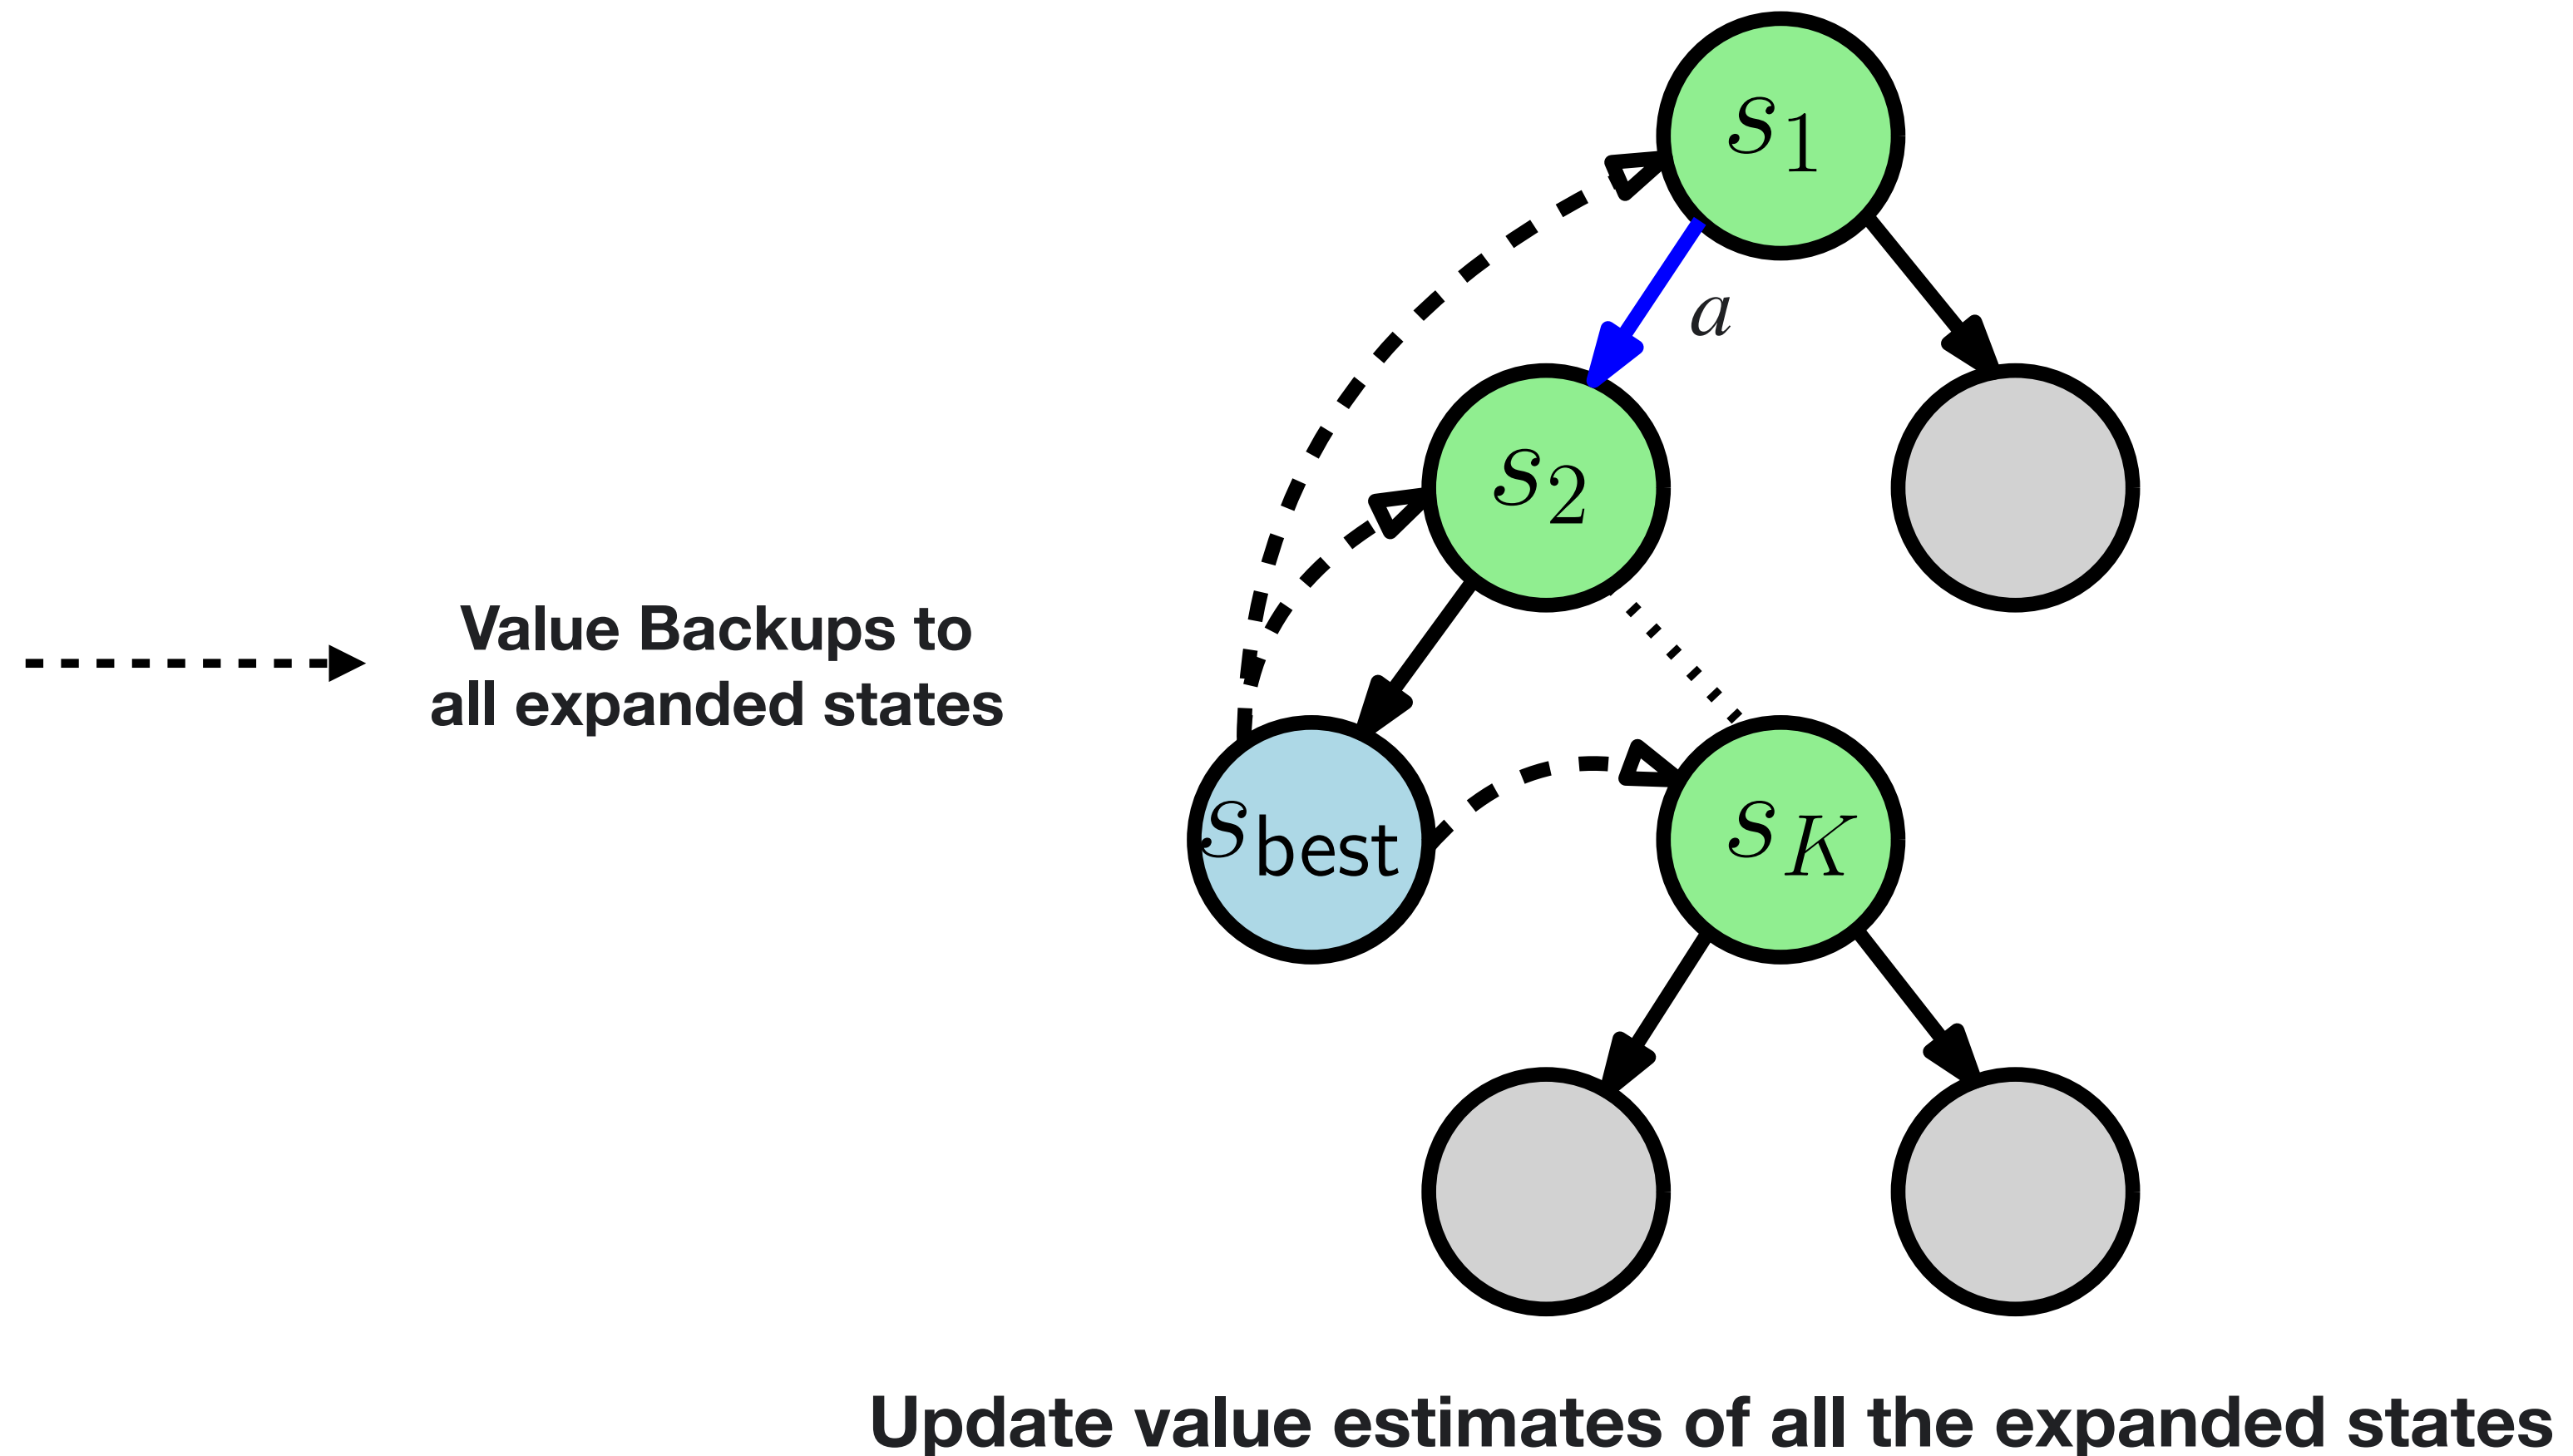 s1
a
s2
Value Backups to
all expanded states
sbest
sK
Update value estimates of all the expanded states